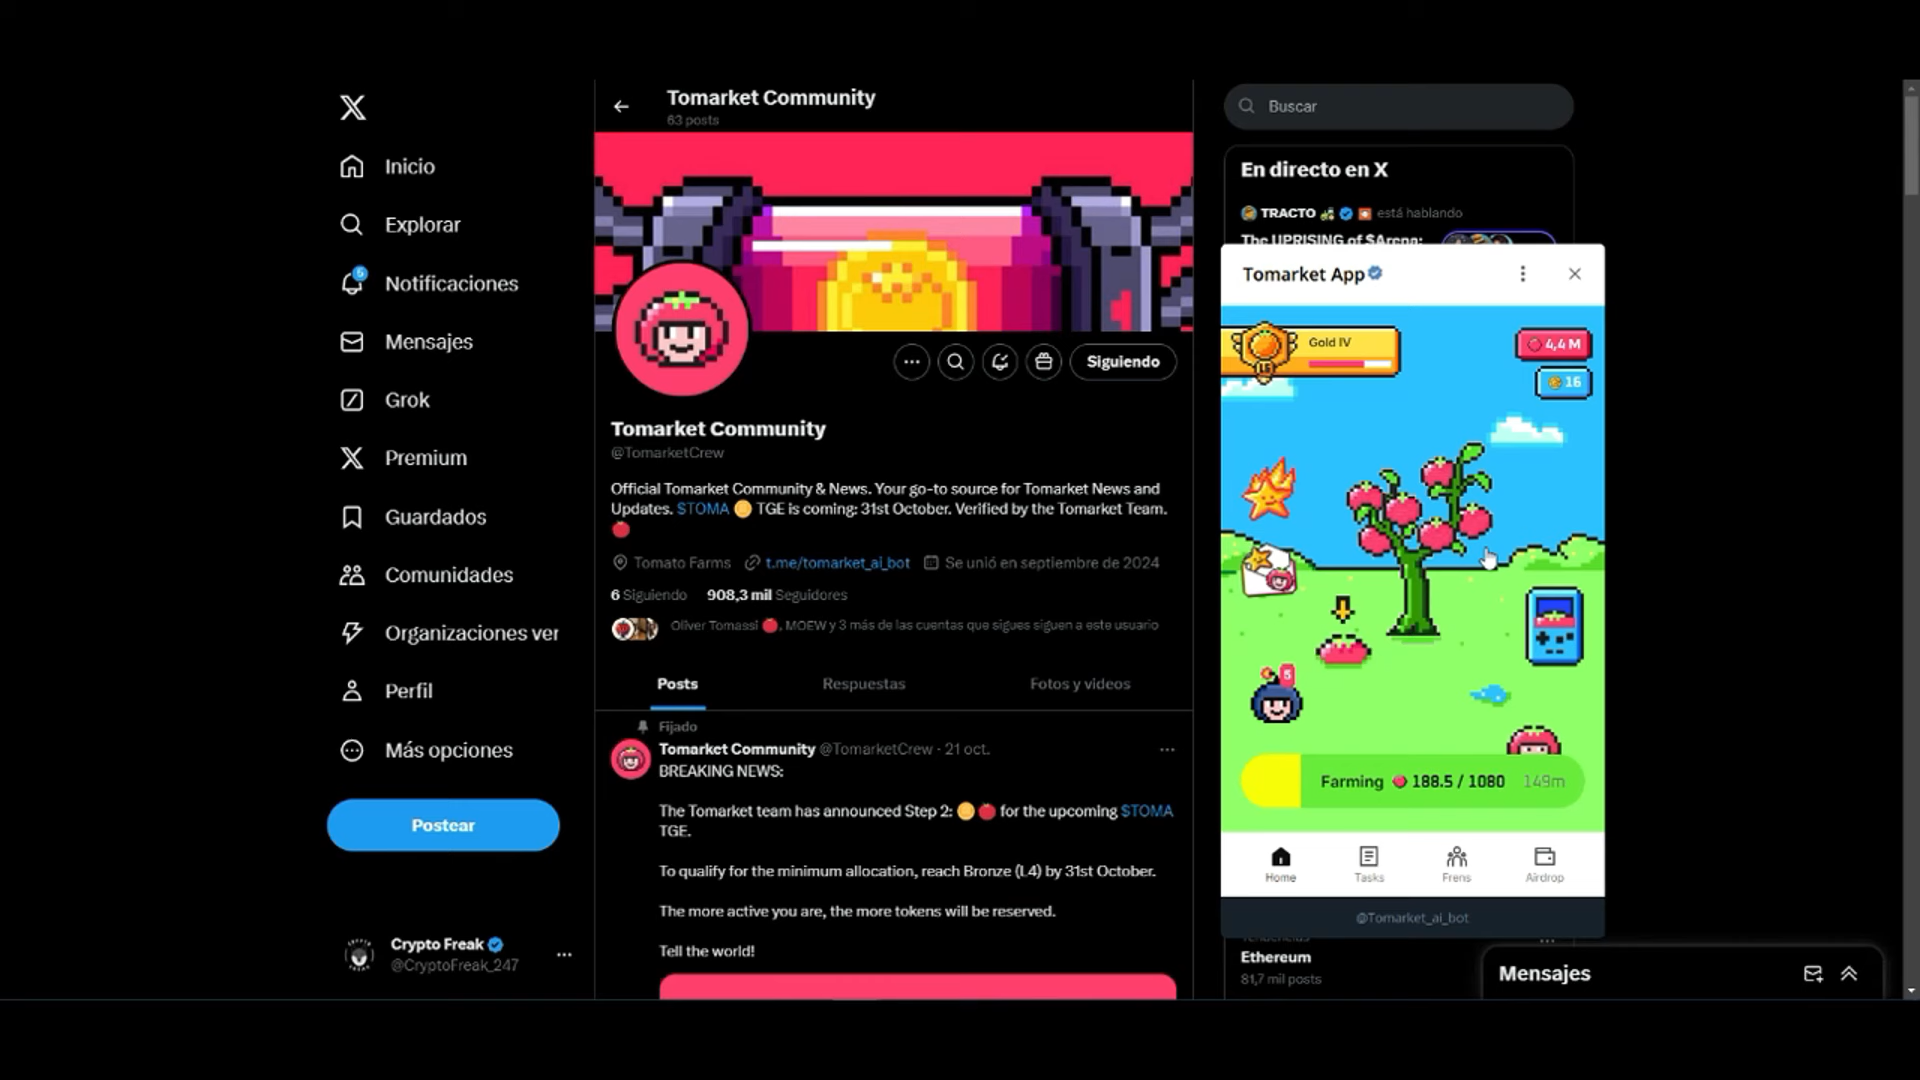 Inicio
Explorar
6
Notificaciones
Mensajes
Grok
Premium
Guardados
Comunidades
Organizaciones ver
Perfil
Más opciones
Postear
Crypto Freak
@CryptoFreak_247
Tomarket Community
63 posts
Siguiendo
Tomarket Community
@TomarketCrew
Official Tomarket Community & News. Your go-to source for Tomarket News and
Updates. $TOMA 🟡 TGE is coming: 31st October. Verified by the Tomarket Team.
🍅
Tomato Farms t.me/tomarket_ai_bot Se unió en septiembre de 2024
6 Siguiendo 908,3 mil Seguidores
Oliver Tomassi 🍅, MOEW y 3 más de las cuentas que sigues siguen a este usuario
Posts Respuestas Fotos y videos
Fijado
Tomarket Community @TomarketCrew · 21 oct.
BREAKING NEWS:
The Tomarket team has announced Step 2: 🟡🍅 for the upcoming $TOMA
TGE.
To qualify for the minimum allocation, reach Bronze (L4) by 31st October.
The more active you are, the more tokens will be reserved.
Tell the world!
Buscar
En directo en X
TRACTO está hablando
The UPRISING of $Arena:
Tomarket App
Gold IV
4,4 M
16
5
Farming 188.5 / 1080 149m
Home Tasks Frens Airdrop
@Tomarket_ai_bot
Ethereum
81,7 mil posts
Mensajes